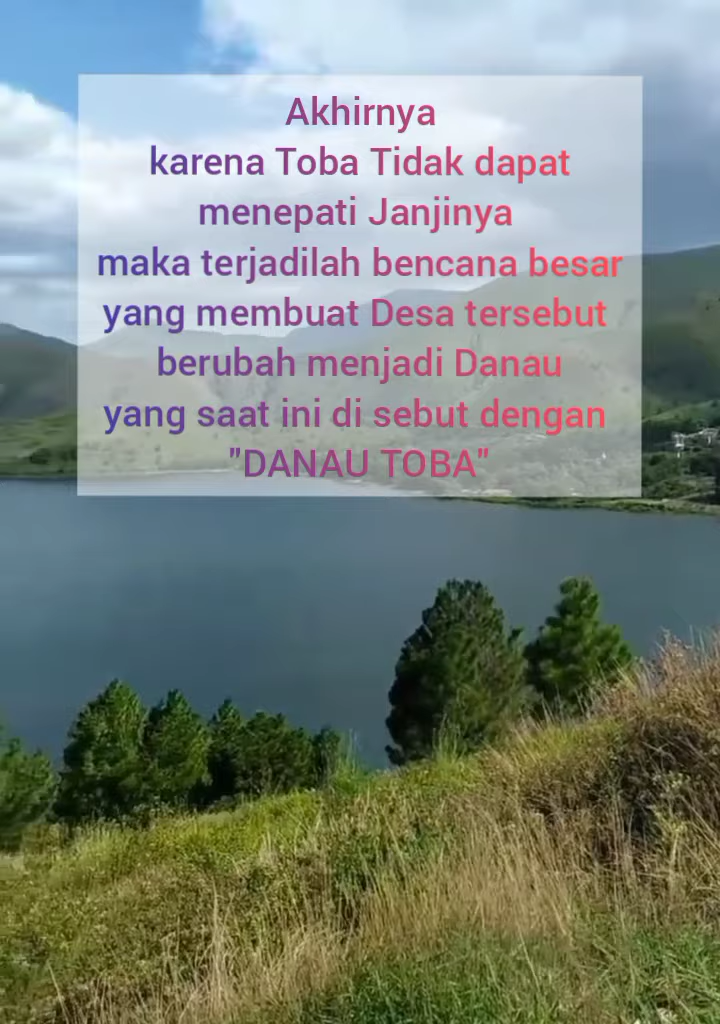 Akhirnya
karena Toba Tidak dapat
menepati Janjinya
maka terjadilah bencana besar
yang membuat Desa tersebut
berubah menjadi Danau
yang saat ini di sebut dengan
"DANAU TOBA"